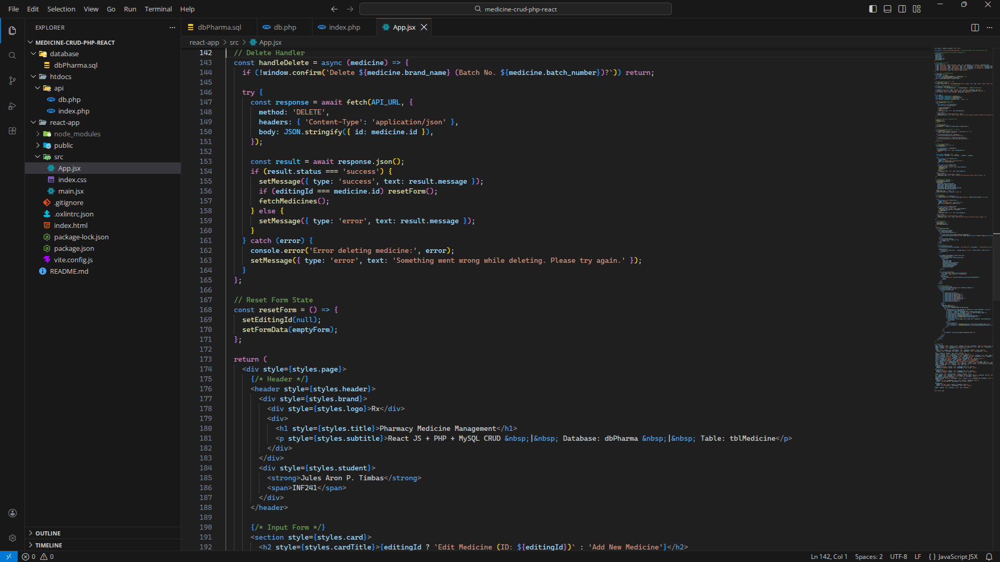 File Edit Selection View Go Run Terminal Help
medicine-crud-php-react
EXPLORER
MEDICINE-CRUD-PHP-REACT
database
dbPharma.sql
htdocs
api
db.php
index.php
react-app
node_modules
public
src
App.jsx
index.css
main.jsx
.gitignore
.oxlintrc.json
index.html
package-lock.json
package.json
vite.config.js
README.md
OUTLINE
TIMELINE
dbPharma.sql db.php index.php App.jsx
react-app > src > App.jsx
142 // Delete Handler
143 const handleDelete = async (medicine) => {
144 if (!window.confirm(`Delete ${medicine.brand_name} (Batch No. ${medicine.batch_number})?`)) return;
145
146 try {
147 const response = await fetch(API_URL, {
148 method: 'DELETE',
149 headers: { 'Content-Type': 'application/json' },
150 body: JSON.stringify({ id: medicine.id }),
151 });
152
153 const result = await response.json();
154 if (result.status === 'success') {
155 setMessage({ type: 'success', text: result.message });
156 if (editingId === medicine.id) resetForm();
157 fetchMedicines();
158 } else {
159 setMessage({ type: 'error', text: result.message });
160 }
161 } catch (error) {
162 console.error('Error deleting medicine:', error);
163 setMessage({ type: 'error', text: 'Something went wrong while deleting. Please try again.' });
164 }
165 };
166
167 // Reset Form State
168 const resetForm = () => {
169 setEditingId(null);
170 setFormData(emptyForm);
171 };
172
173 return (
174 <div style={styles.page}>
175 {/* Header */}
176 <header style={styles.header}>
177 <div style={styles.brand}>
178 <div style={styles.logo}>Rx</div>
179 <div>
180 <h1 style={styles.title}>Pharmacy Medicine Management</h1>
181 <p style={styles.subtitle}>React JS + PHP + MySQL CRUD &nbsp;|&nbsp; Database: dbPharma &nbsp;|&nbsp; Table: tblMedicine</p>
182 </div>
183 </div>
184 <div style={styles.student}>
185 <strong>Jules Aron P. Timbas</strong>
186 <span>INF241</span>
187 </div>
188 </header>
189
190 {/* Input Form */}
191 <section style={styles.card}>
192 <h2 style={styles.cardTitle}>{editingId ? `Edit Medicine (ID: ${editingId})` : 'Add New Medicine'}</h2>
0 0 Ln 142, Col 1 Spaces: 2 UTF-8 LF { } JavaScript JSX